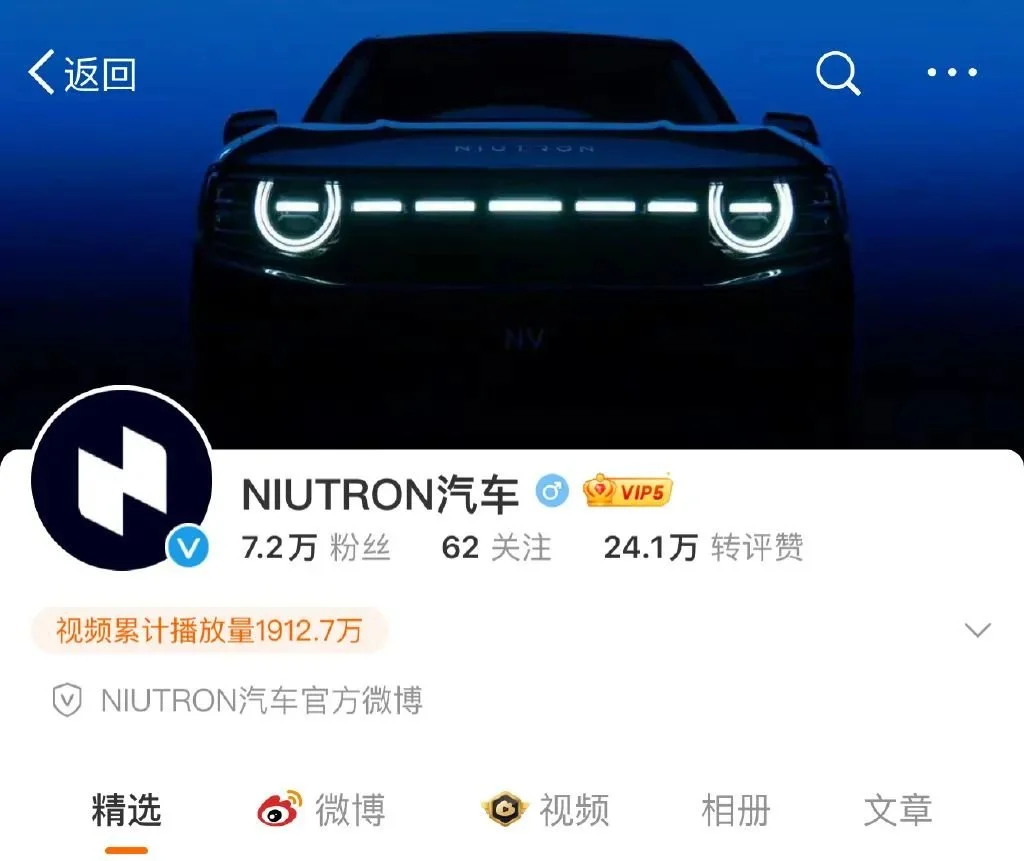 返回
NIUTRON
NV
NIUTRON汽车 VIP5
7.2万 粉丝 62 关注 24.1万 转评赞
视频累计播放量1912.7万
NIUTRON汽车官方微博
精选 微博 视频 相册 文章